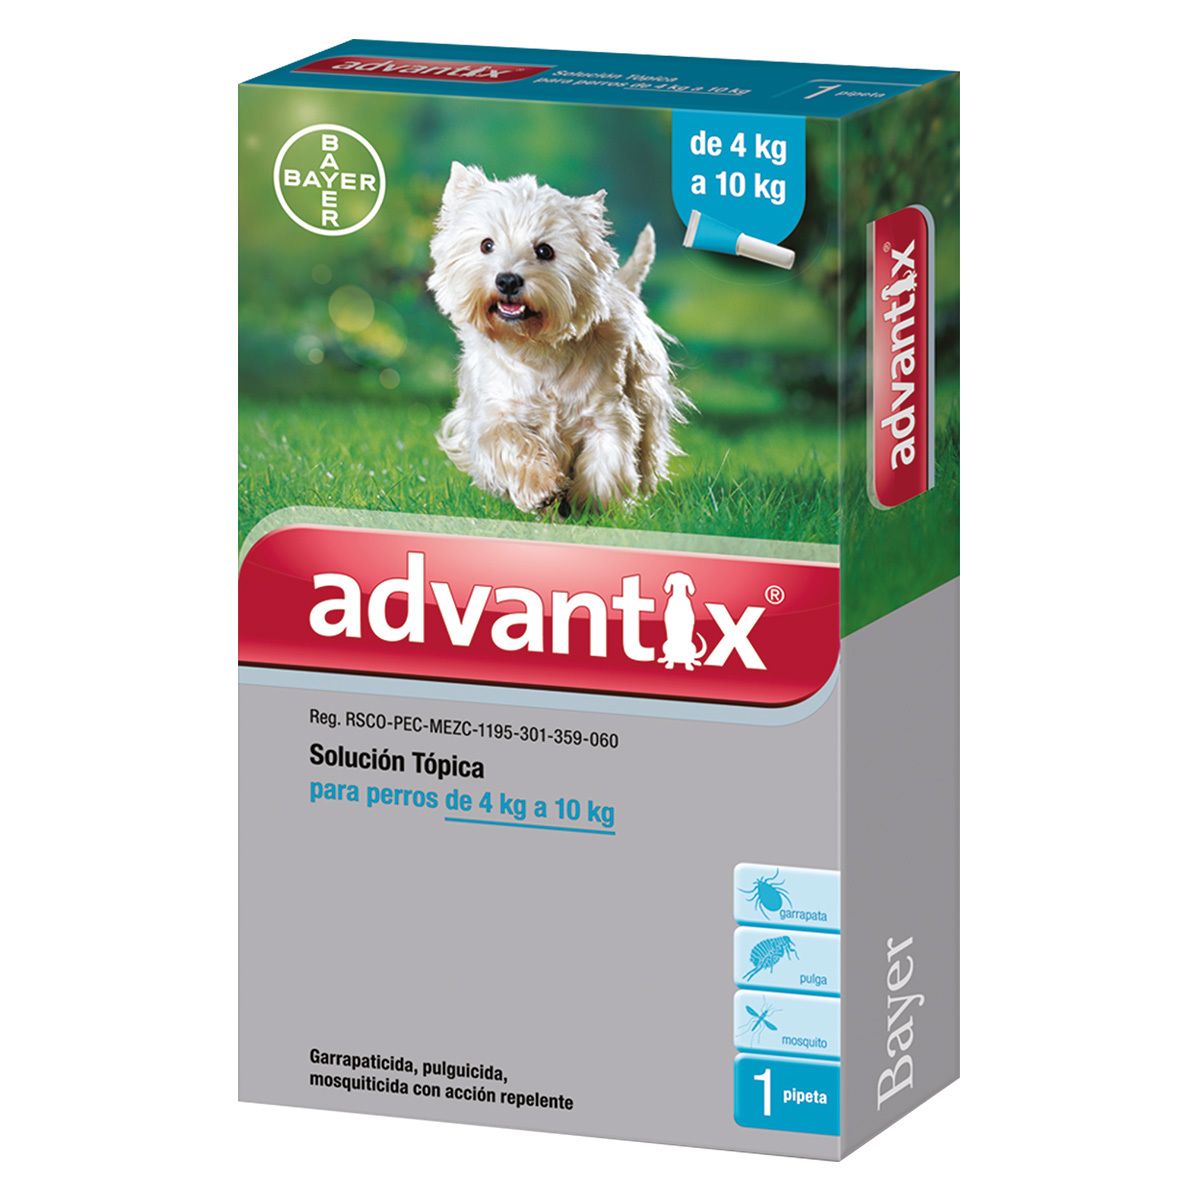 advantix®
Solución Tópica
para perros de 4 kg a 10 kg
1 pipeta
BAYER
BAYER
de 4 kg
a 10 kg
advantix®
advantix®
Reg. RSCO-PEC-MEZC-1195-301-359-060
Solución Tópica
para perros de 4 kg a 10 kg
garrapata
pulga
mosquito
1 pipeta
Garrapaticida, pulguicida,
mosquiticida con acción repelente
Bayer